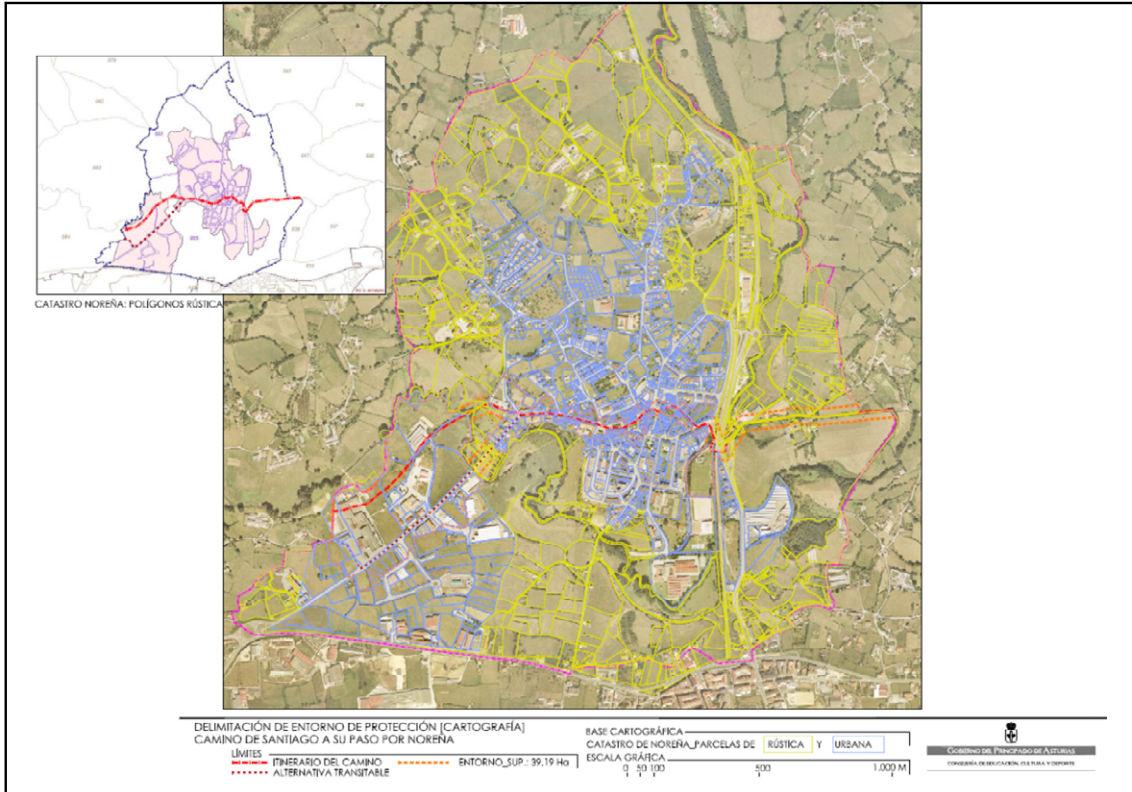 CATASTRO NOREÑA: POLÍGONOS RÚSTICA
DELIMITACIÓN DE ENTORNO DE PROTECCIÓN [CARTOGRAFÍA]
CAMINO DE SANTIAGO A SU PASO POR NOREÑA
LÍMITES
ITINERARIO DEL CAMINO
ALTERNATIVA TRANSITABLE
ENTORNO_SUP.: 39,19 Ha
BASE CARTOGRÁFICA
CATASTRO DE NOREÑA_PARCELAS DE RÚSTICA Y URBANA
ESCALA GRÁFICA
0 50 100 500 1.000 M
GOBIERNO DEL PRINCIPADO DE ASTURIAS
CONSEJERÍA DE EDUCACIÓN, CULTURA Y DEPORTE